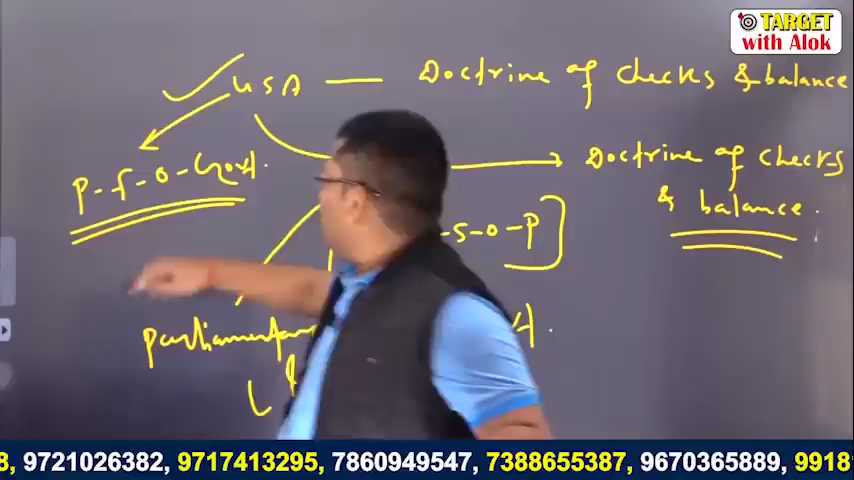 TARGET
with Alok
USA — Doctrine of checks & balance
P-f-o-Govt.
Doctrine of checks
& balance.
-S-O-P]
8, 9721026382, 9717413295, 7860949547, 7388655387, 9670365889, 9918